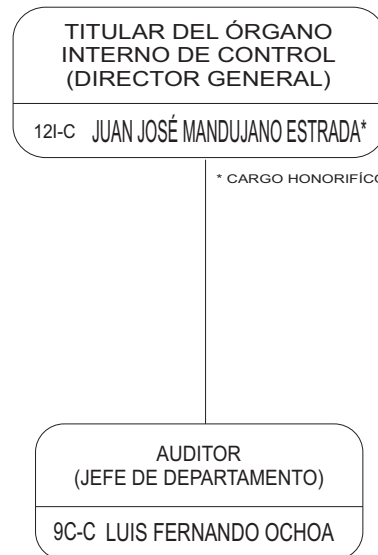 TITULAR DEL ÓRGANO
INTERNO DE CONTROL
(DIRECTOR GENERAL)
12I-C JUAN JOSÉ MANDUJANO ESTRADA*
* CARGO HONORIFÍCO
AUDITOR
(JEFE DE DEPARTAMENTO)
9C-C LUIS FERNANDO OCHOA